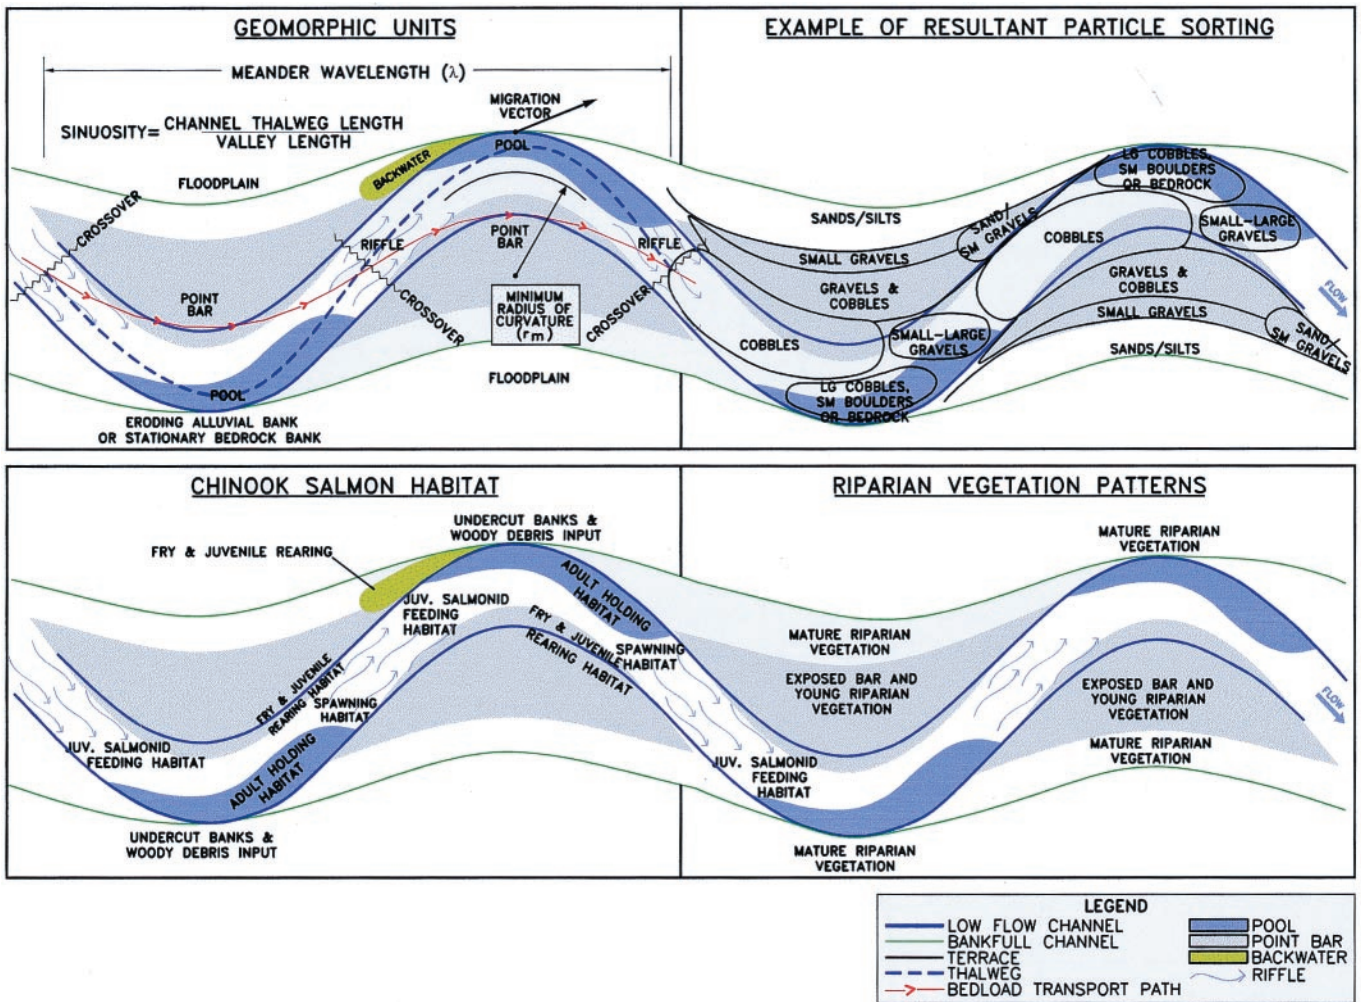 GEOMORPHIC UNITS
MEANDER WAVELENGTH (λ)
MIGRATION
VECTOR
SINUOSITY= CHANNEL THALWEG LENGTH
VALLEY LENGTH
POOL
BACKWATER
FLOODPLAIN
CROSSOVER
RIFFLE
POINT
BAR
RIFFLE
POINT
BAR
CROSSOVER
MINIMUM
RADIUS OF
CURVATURE
(rm)
CROSSOVER
POOL
FLOODPLAIN
ERODING ALLUVIAL BANK
OR STATIONARY BEDROCK BANK
EXAMPLE OF RESULTANT PARTICLE SORTING
LG COBBLES,
SM BOULDERS
OR BEDROCK
SANDS/SILTS
SAND/
SM GRAVELS
SMALL-LARGE
GRAVELS
COBBLES
SMALL GRAVELS
GRAVELS &
COBBLES
GRAVELS &
COBBLES
FLOW
SMALL GRAVELS
SMALL-LARGE
GRAVELS
SAND/
SM GRAVELS
COBBLES
SANDS/SILTS
LG COBBLES,
SM BOULDERS
OR BEDROCK
CHINOOK SALMON HABITAT
UNDERCUT BANKS &
WOODY DEBRIS INPUT
FRY & JUVENILE REARING
ADULT HOLDING
HABITAT
JUV. SALMONID
FEEDING
HABITAT
FRY & JUVENILE
REARING HABITAT
SPAWNING
HABITAT
FRY & JUVENILE
REARING HABITAT
SPAWNING
HABITAT
JUV. SALMONID
FEEDING HABITAT
ADULT HOLDING
HABITAT
UNDERCUT BANKS &
WOODY DEBRIS INPUT
RIPARIAN VEGETATION PATTERNS
MATURE RIPARIAN
VEGETATION
MATURE RIPARIAN
VEGETATION
EXPOSED BAR AND
YOUNG RIPARIAN
VEGETATION
EXPOSED BAR AND
YOUNG RIPARIAN
VEGETATION
FLOW
MATURE RIPARIAN
VEGETATION
JUV. SALMONID
FEEDING
HABITAT
MATURE RIPARIAN
VEGETATION
LEGEND
LOW FLOW CHANNEL
BANKFULL CHANNEL
TERRACE
THALWEG
BEDLOAD TRANSPORT PATH
POOL
POINT BAR
BACKWATER
RIFFLE